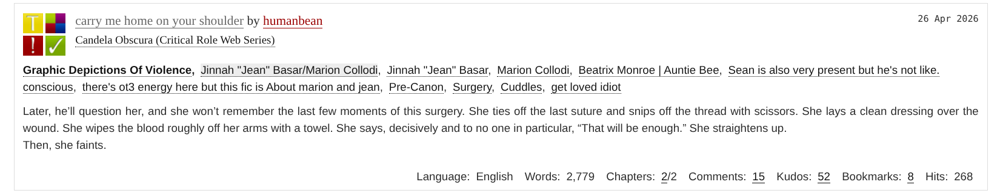 T
carry me home on your shoulder by humanbean
26 Apr 2026
! ✓
Candela Obscura (Critical Role Web Series)
Graphic Depictions Of Violence, Jinnah "Jean" Basar/Marion Collodi, Jinnah "Jean" Basar, Marion Collodi, Beatrix Monroe | Auntie Bee, Sean is also very present but he's not like.
conscious, there's ot3 energy here but this fic is About marion and jean, Pre-Canon, Surgery, Cuddles, get loved idiot
Later, he’ll question her, and she won’t remember the last few moments of this surgery. She ties off the last suture and snips off the thread with scissors. She lays a clean dressing over the
wound. She wipes the blood roughly off her arms with a towel. She says, decisively and to no one in particular, “That will be enough.” She straightens up.
Then, she faints.
Language: English Words: 2,779 Chapters: 2/2 Comments: 15 Kudos: 52 Bookmarks: 8 Hits: 268